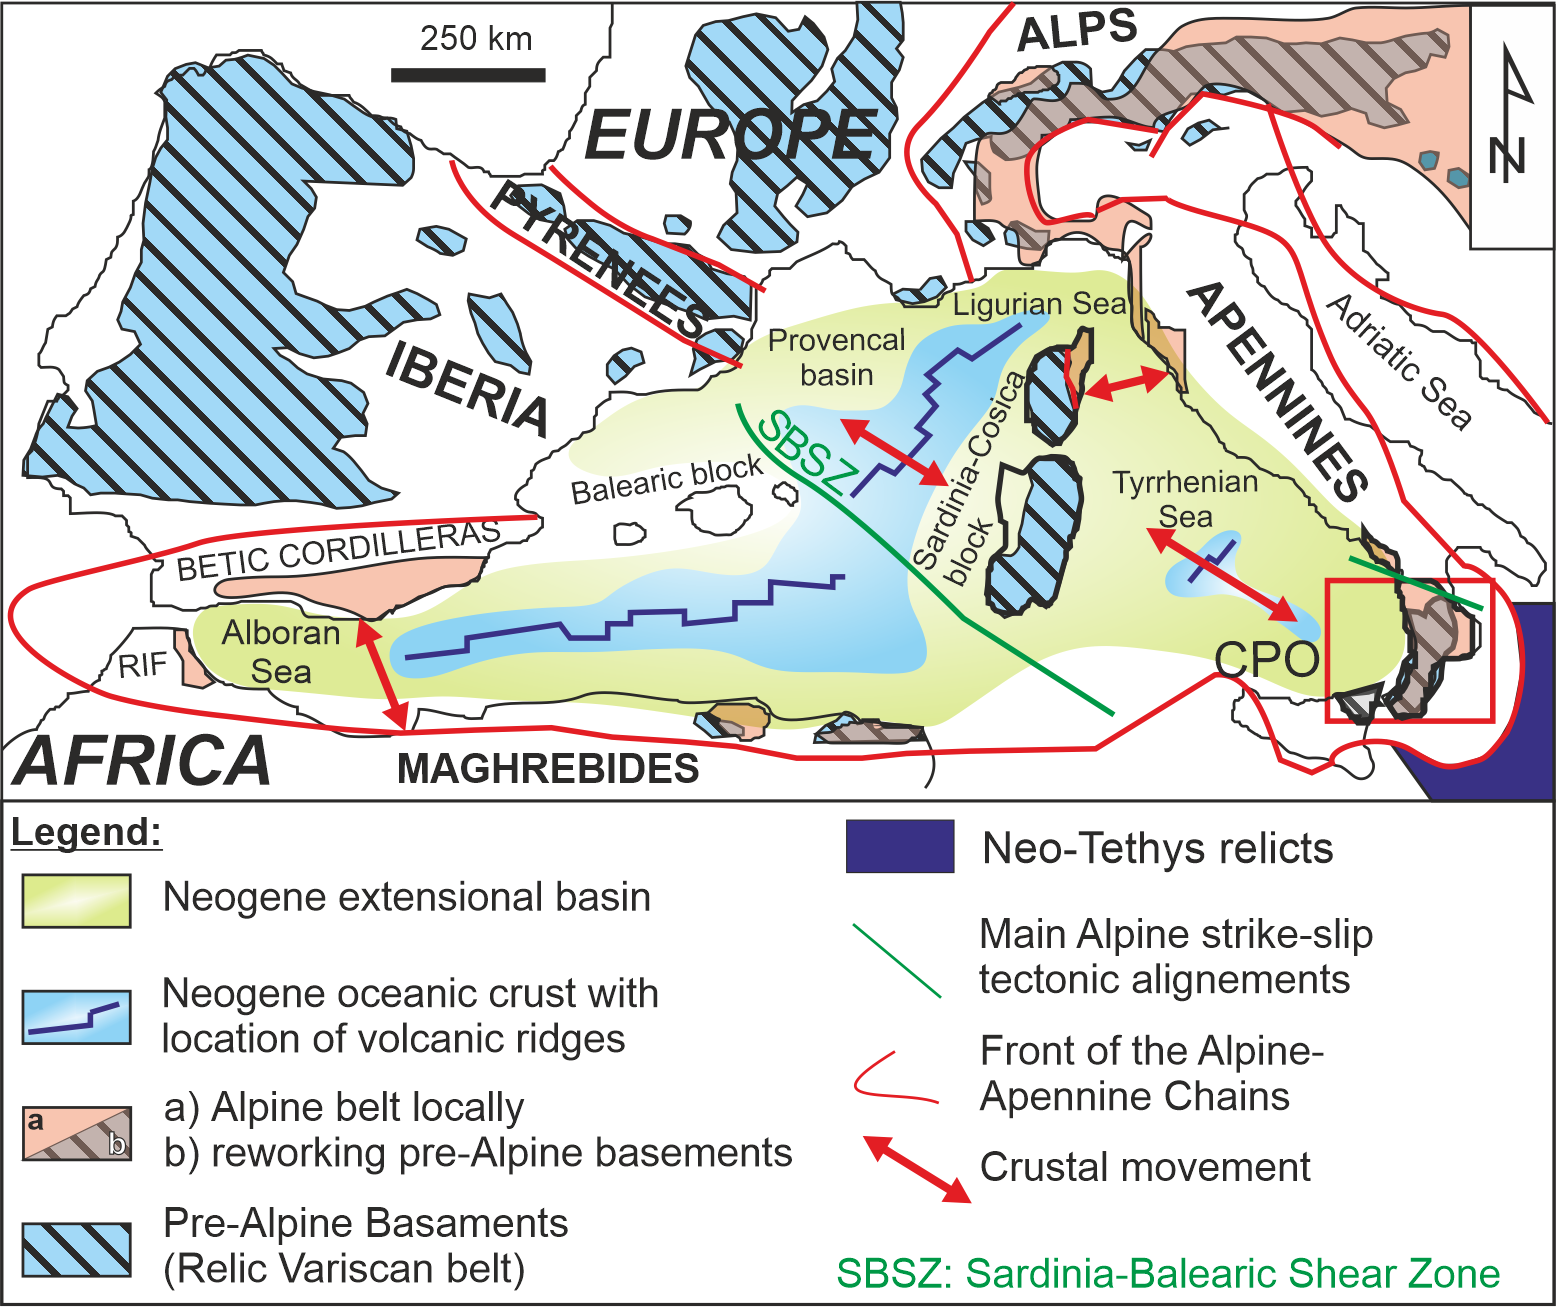 250 km
ALPS
EUROPE
N
PYRENEES
IBERIA
Ligurian Sea
Provencal
basin
APENNINES
Adriatic Sea
SBSZ
Sardinia-Cosica
block
Balearic block
Tyrrhenian
Sea
BETIC CORDILLERAS
Alboran
Sea
RIF
CPO
AFRICA
MAGHREBIDES
Legend:
Neogene extensional basin
Neogene oceanic crust with
location of volcanic ridges
a
b
a) Alpine belt locally
b) reworking pre-Alpine basements
Pre-Alpine Basaments
(Relic Variscan belt)
Neo-Tethys relicts
Main Alpine strike-slip
tectonic alignements
Front of the Alpine-
Apennine Chains
Crustal movement
SBSZ: Sardinia-Balearic Shear Zone